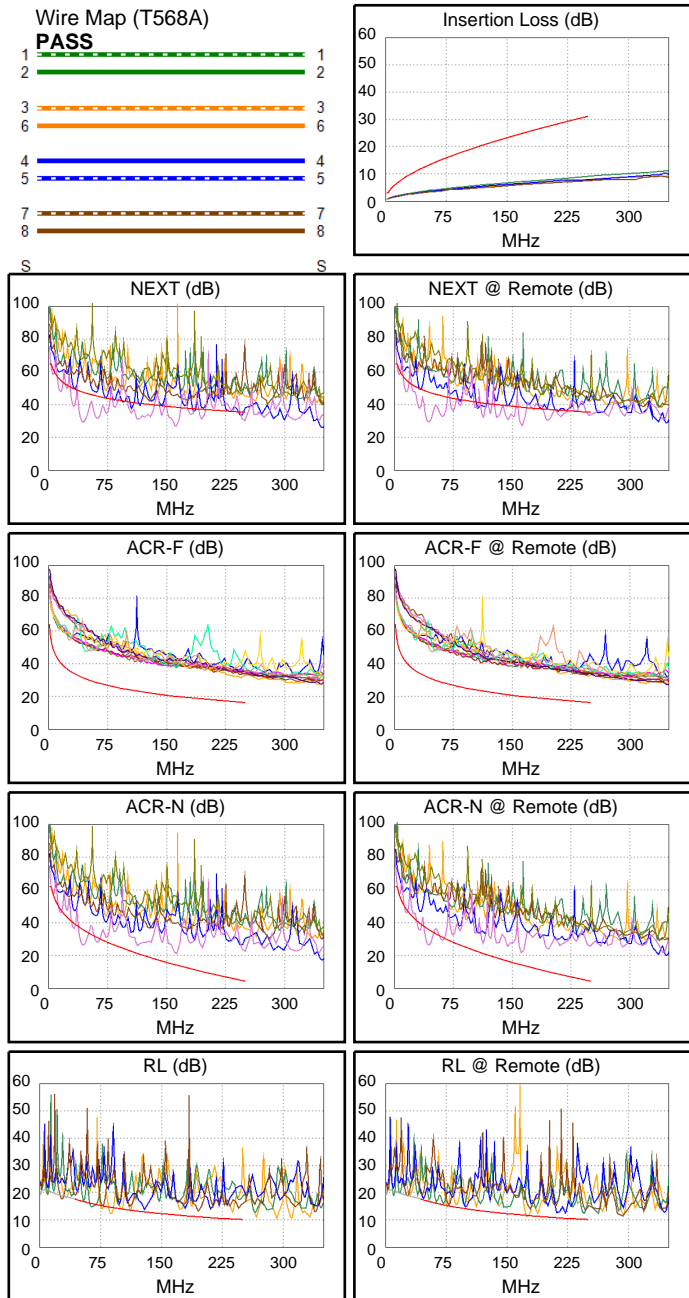 Wire Map (T568A)
PASS
1 1
2 2
3 3
6 6
4 4
5 5
7 7
8 8
S S
Insertion Loss (dB)
60
50
40
30
20
10
0
0 75 150 225 300
MHz
NEXT (dB)
100
80
60
40
20
0
0 75 150 225 300
MHz
NEXT @ Remote (dB)
100
80
60
40
20
0
0 75 150 225 300
MHz
ACR-F (dB)
100
80
60
40
20
0
0 75 150 225 300
MHz
ACR-F @ Remote (dB)
100
80
60
40
20
0
0 75 150 225 300
MHz
ACR-N (dB)
100
80
60
40
20
0
0 75 150 225 300
MHz
ACR-N @ Remote (dB)
100
80
60
40
20
0
0 75 150 225 300
MHz
RL (dB)
60
50
40
30
20
10
0
0 75 150 225 300
MHz
RL @ Remote (dB)
60
50
40
30
20
10
0
0 75 150 225 300
MHz